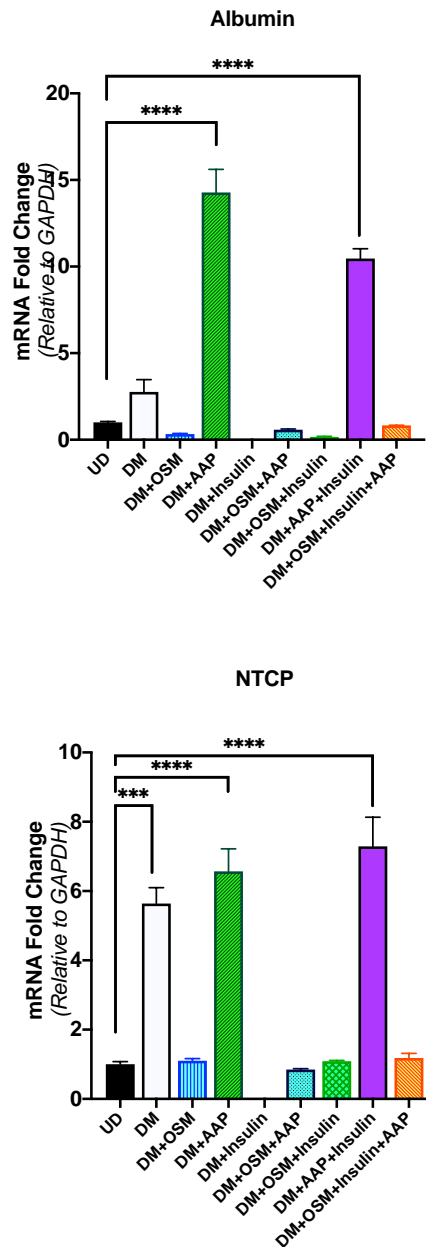 Albumin
****
****
20
15
10
5
0
mRNA Fold Change
(Relative to GAPDH)
UD
DM
DM+OSM
DM+AAP
DM+Insulin
DM+OSM+AAP
DM+OSM+Insulin
DM+AAP+Insulin
DM+OSM+Insulin+AAP
NTCP
****
****
***
10
8
6
4
2
0
mRNA Fold Change
(Relative to GAPDH)
UD
DM
DM+OSM
DM+AAP
DM+Insulin
DM+OSM+AAP
DM+OSM+Insulin
DM+AAP+Insulin
DM+OSM+Insulin+AAP